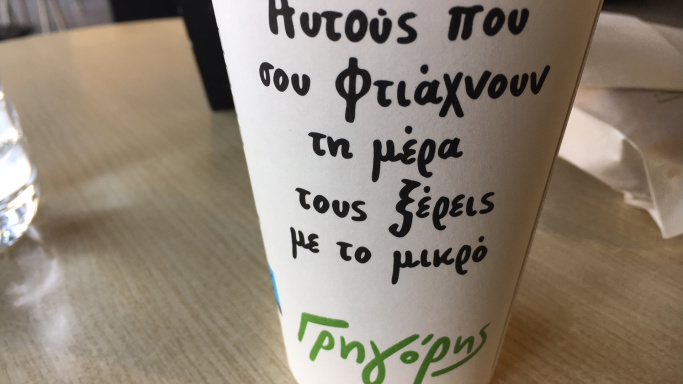 Αυτούς που
σου φτιάχνουν
τη μέρα
τους ξέρεις
με το μικρό
Γρηγόρης